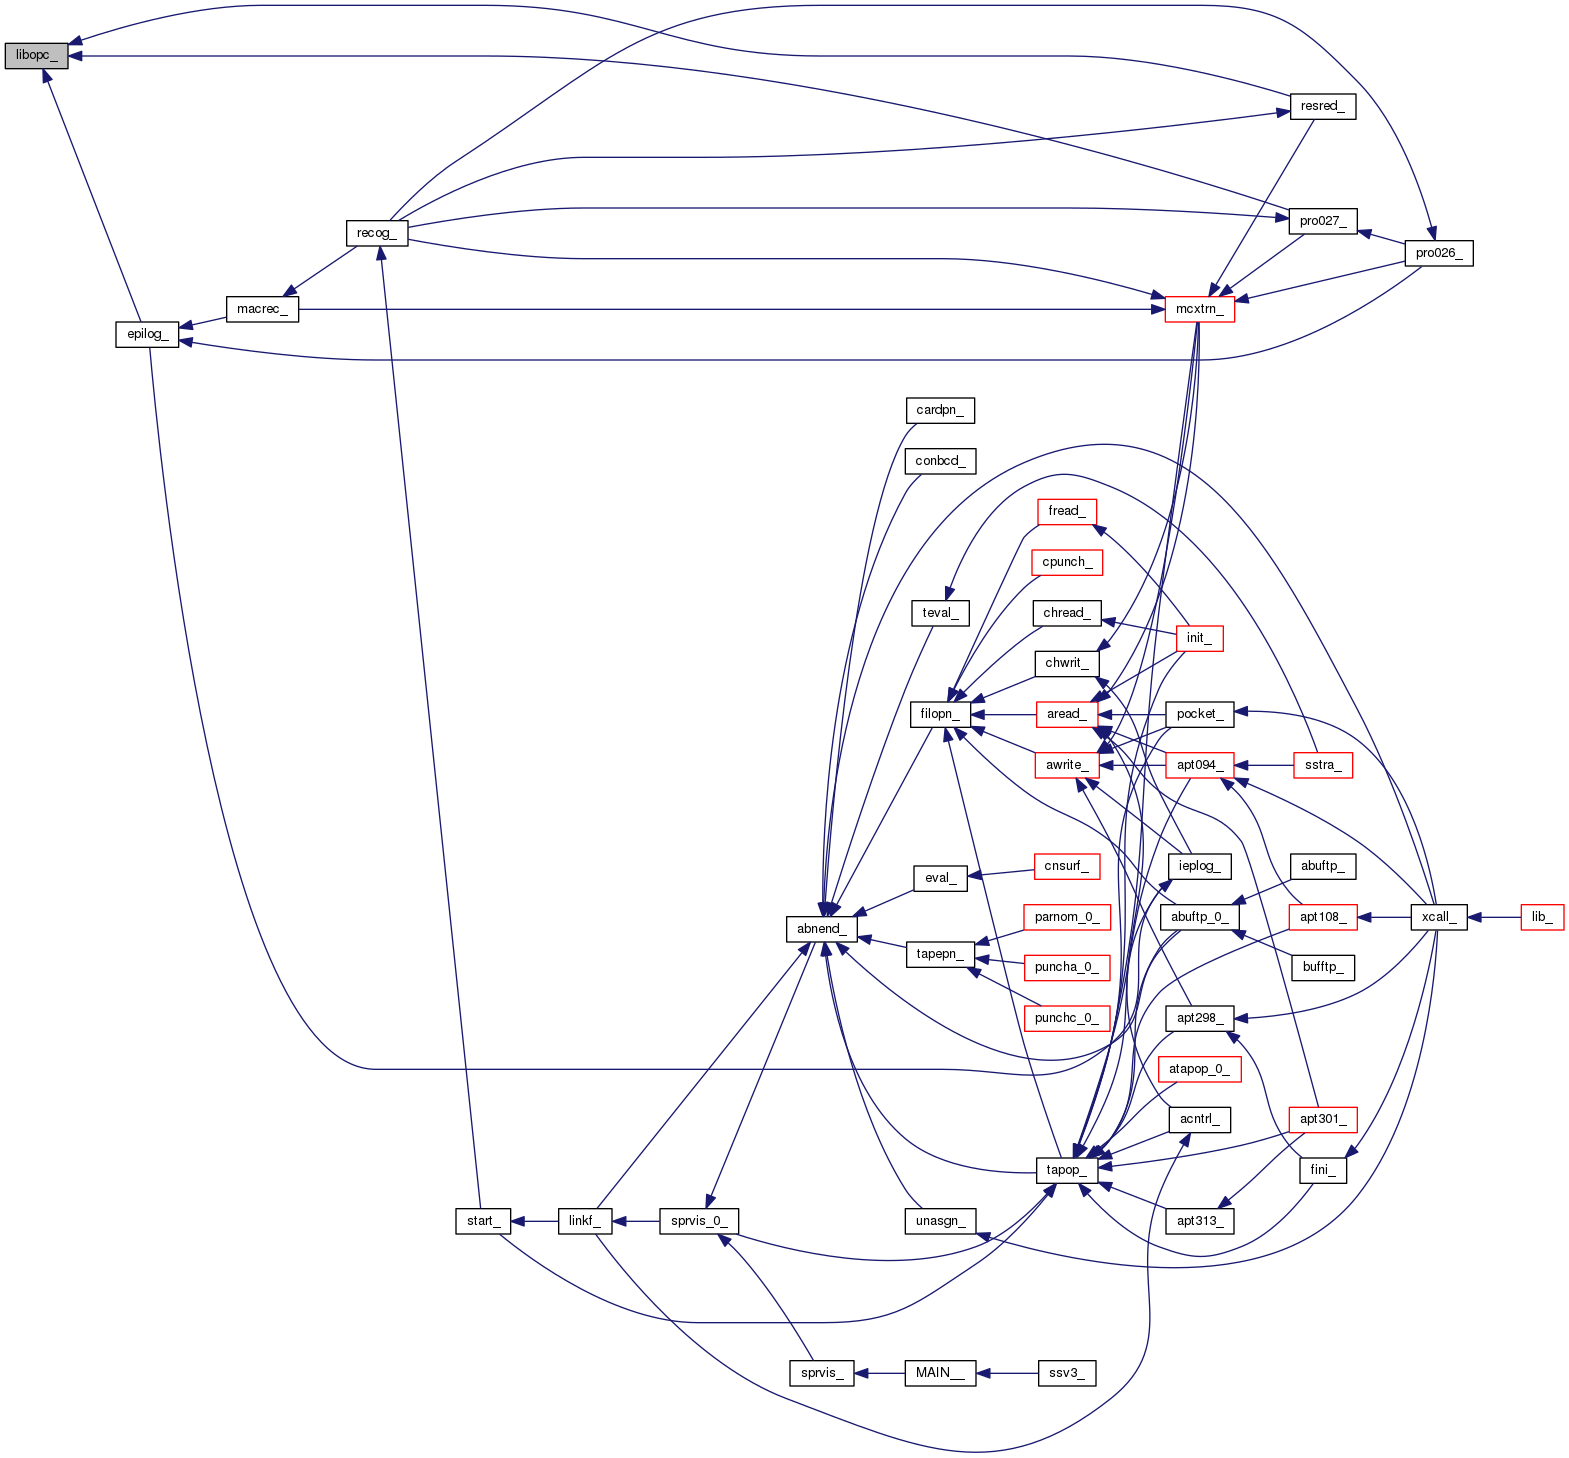 libopc_
resred_
pro027_
recog_
pro026_
macrec_
mcxtrn_
epilog_
cardpn_
conbcd_
fread_
cpunch_
teval_
chread_
init_
chwrit_
filopn_
aread_
pocket_
awrite_
apt094_
sstra_
ieplog_
abuftp_
eval_
cnsurf_
parnom_0_
abuftp_0_
apt108_
xcall_
lib_
abnend_
tapepn_
puncha_0_
bufftp_
punchc_0_
apt298_
atapop_0_
acntrl_
apt301_
tapop_
fini_
start_
linkf_
sprvis_0_
unasgn_
apt313_
sprvis_
MAIN__
ssv3_